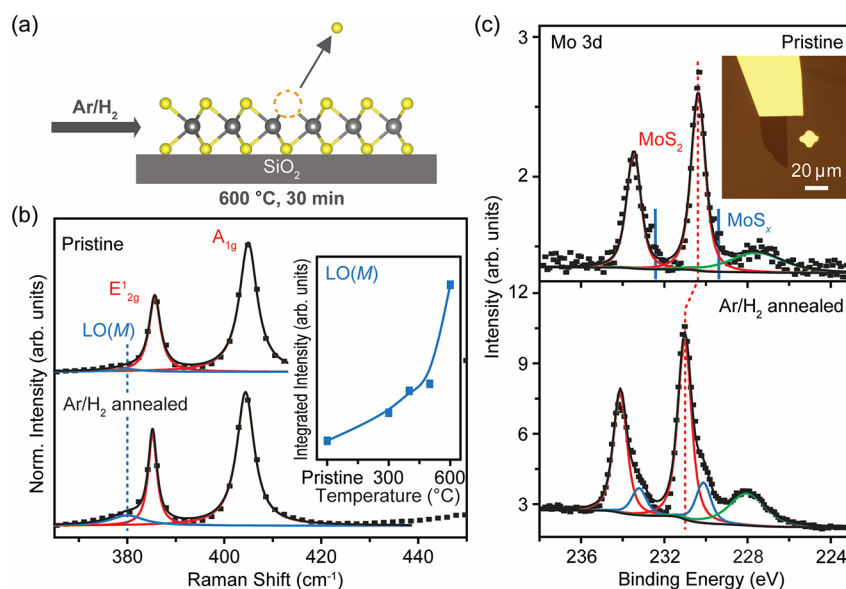 (a)
Ar/H₂
SiO₂
600 °C, 30 min
(b)
Pristine
A₁g
E¹₂g
LO(M)
Ar/H₂ annealed
Norm. Intensity (arb. units)
380
400
420
440
Raman Shift (cm⁻¹)
LO(M)
Integrated Intensity (arb. units)
Pristine
300
600
Temperature (°C)
(c)
Mo 3d
Pristine
MoS₂
MoSₓ
20 μm
3
2
Ar/H₂ annealed
12
9
6
3
Intensity (arb. units)
236
232
228
224
Binding Energy (eV)